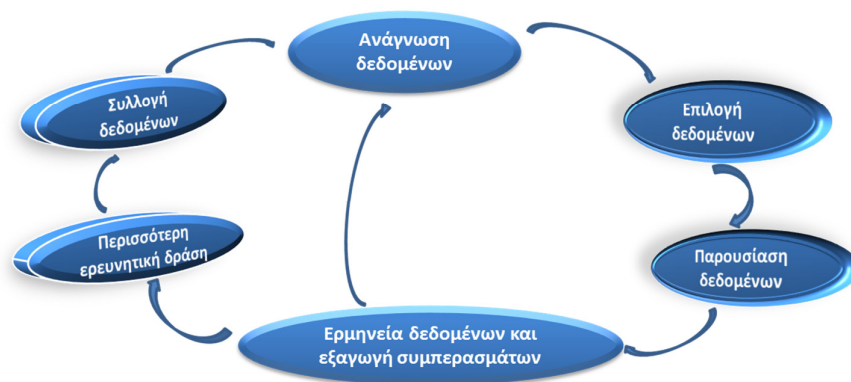 Ανάγνωση
δεδομένων
Επιλογή
δεδομένων
Παρουσίαση
δεδομένων
Ερμηνεία δεδομένων και
εξαγωγή συμπερασμάτων
Περισσότερη
ερευνητική δράση
Συλλογή
δεδομένων